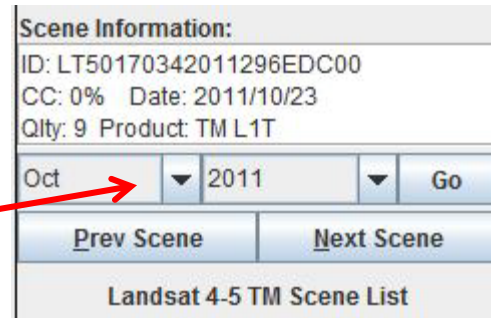 Scene Information:
ID: LT50170342011296EDC00
CC: 0% Date: 2011/10/23
Qlty: 9 Product: TM L1T
Oct 2011 Go
Prev Scene Next Scene
Landsat 4-5 TM Scene List